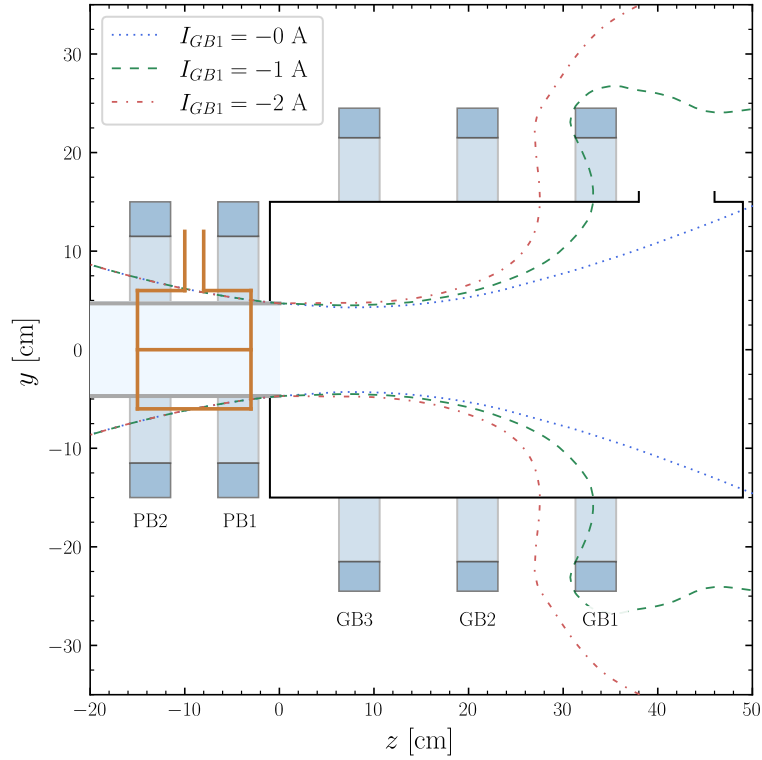 I_{GB1} = −0 A
I_{GB1} = −1 A
I_{GB1} = −2 A
30
20
10
0
−10
−20
−30
y [cm]
PB2 PB1
GB3 GB2 GB1
−20 −10 0 10 20 30 40 50
z [cm]